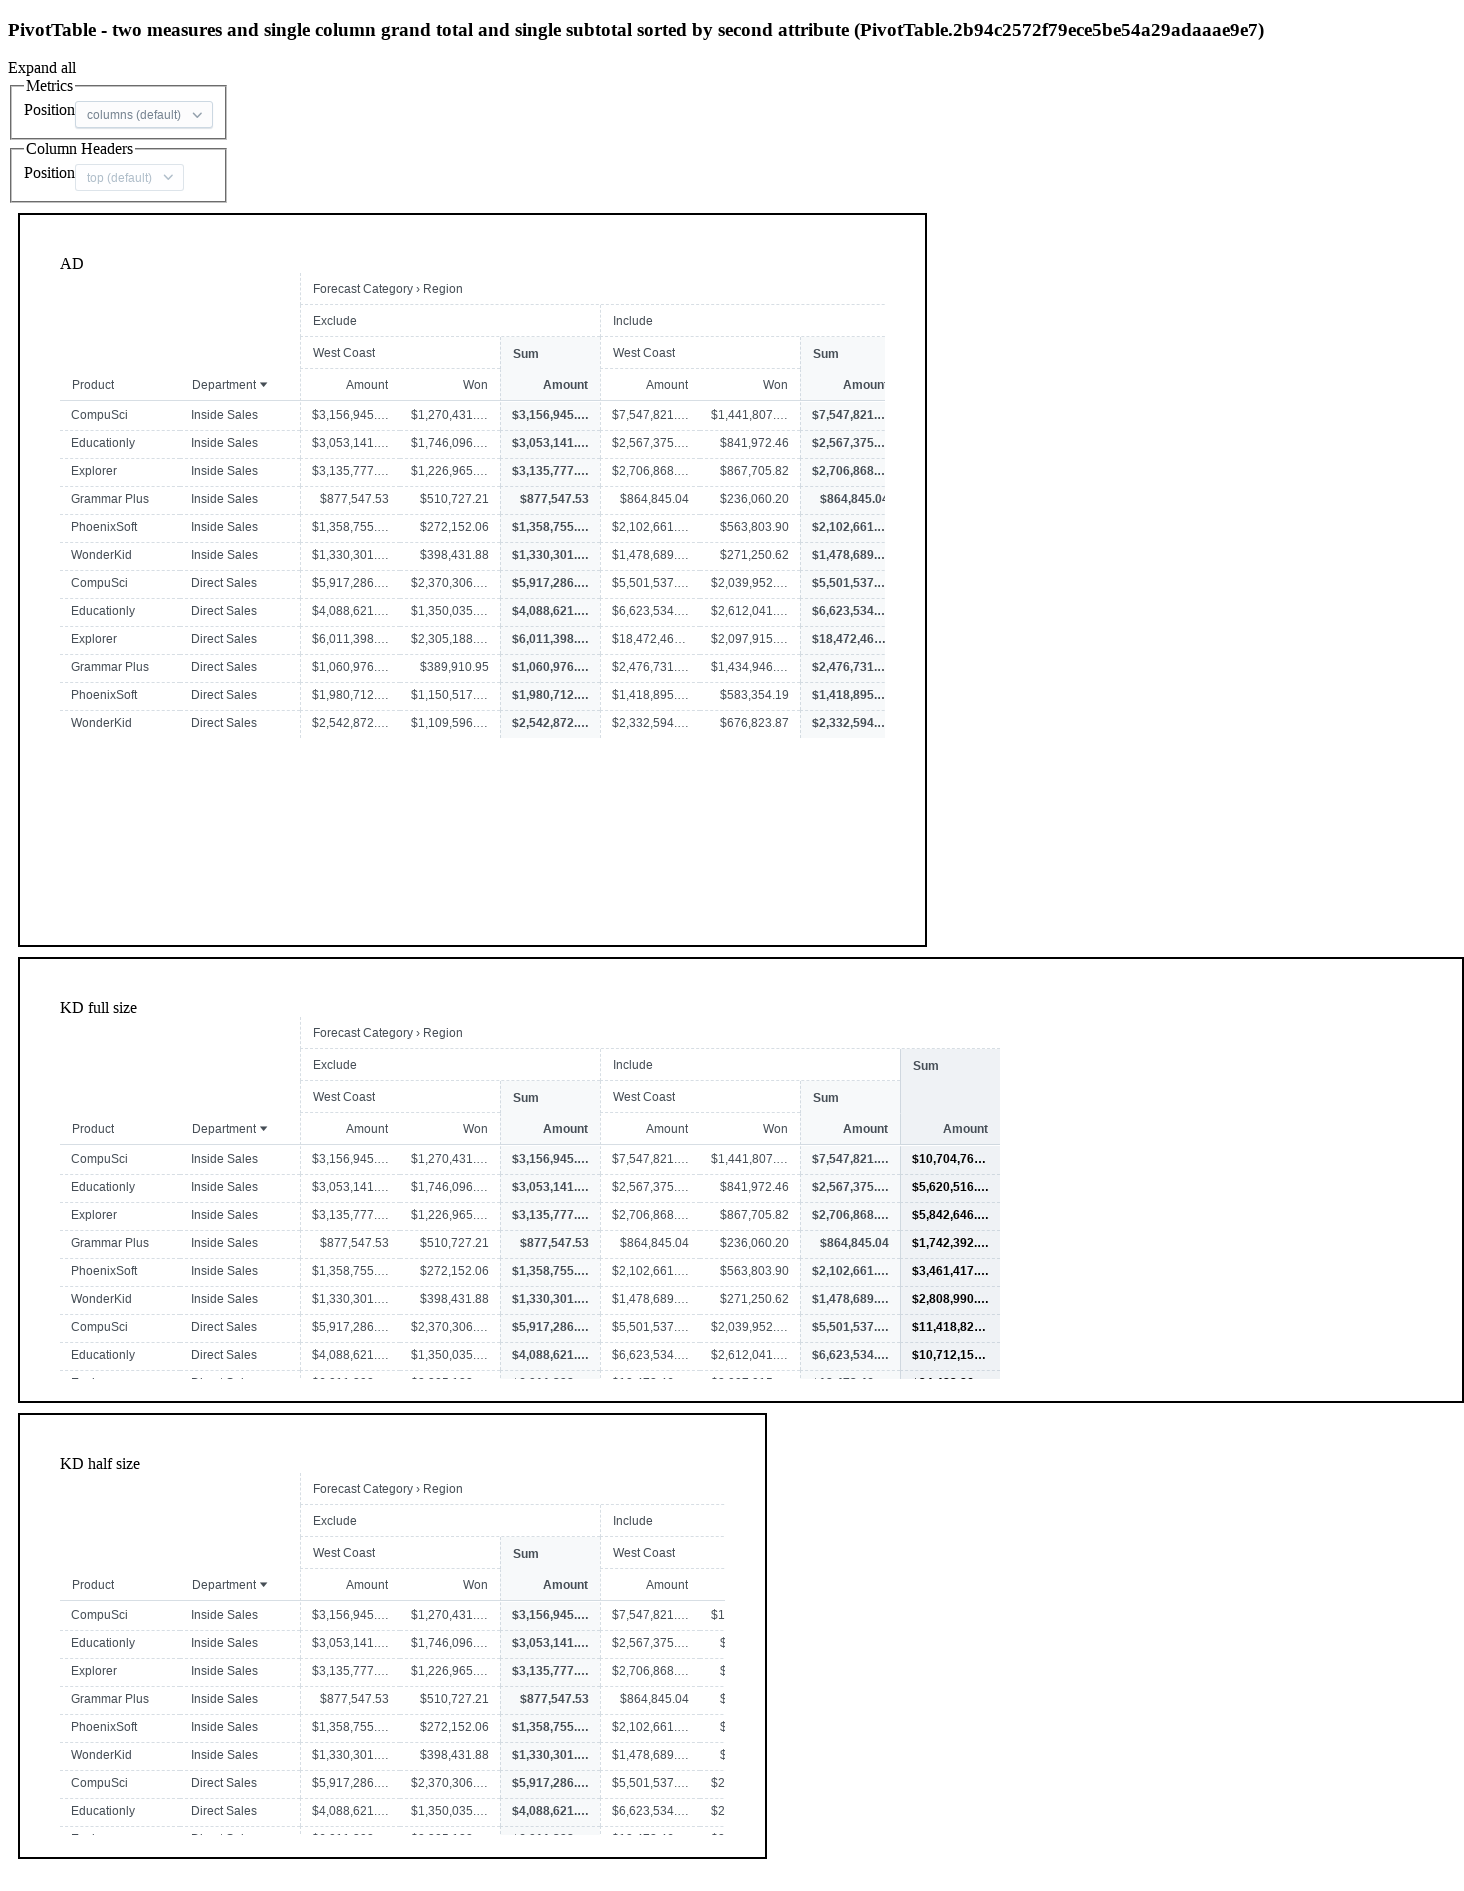 PivotTable - two measures and single column grand total and single subtotal sorted by second attribute (PivotTable.2b94c2572f79ece5be54a29adaaae9e7)
Expand all
Metrics
Position columns (default)
Column Headers
Position top (default)
AD
Forecast Category › Region
Exclude Include
West Coast Sum West Coast Sum
Product Department Amount Won Amount Amount Won Amount
CompuSci Inside Sales $3,156,945.… $1,270,431.… $3,156,945.… $7,547,821.… $1,441,807.… $7,547,821.…
Educationly Inside Sales $3,053,141.… $1,746,096.… $3,053,141.… $2,567,375.… $841,972.46 $2,567,375.…
Explorer Inside Sales $3,135,777.… $1,226,965.… $3,135,777.… $2,706,868.… $867,705.82 $2,706,868.…
Grammar Plus Inside Sales $877,547.53 $510,727.21 $877,547.53 $864,845.04 $236,060.20 $864,845.04
PhoenixSoft Inside Sales $1,358,755.… $272,152.06 $1,358,755.… $2,102,661.… $563,803.90 $2,102,661.…
WonderKid Inside Sales $1,330,301.… $398,431.88 $1,330,301.… $1,478,689.… $271,250.62 $1,478,689.…
CompuSci Direct Sales $5,917,286.… $2,370,306.… $5,917,286.… $5,501,537.… $2,039,952.… $5,501,537.…
Educationly Direct Sales $4,088,621.… $1,350,035.… $4,088,621.… $6,623,534.… $2,612,041.… $6,623,534.…
Explorer Direct Sales $6,011,398.… $2,305,188.… $6,011,398.… $18,472,46… $2,097,915.… $18,472,46…
Grammar Plus Direct Sales $1,060,976.… $389,910.95 $1,060,976.… $2,476,731.… $1,434,946.… $2,476,731.…
PhoenixSoft Direct Sales $1,980,712.… $1,150,517.… $1,980,712.… $1,418,895.… $583,354.19 $1,418,895.…
WonderKid Direct Sales $2,542,872.… $1,109,596.… $2,542,872.… $2,332,594.… $676,823.87 $2,332,594.…
KD full size
Forecast Category › Region
Exclude Include Sum
West Coast Sum West Coast Sum
Product Department Amount Won Amount Amount Won Amount Amount
CompuSci Inside Sales $3,156,945.… $1,270,431.… $3,156,945.… $7,547,821.… $1,441,807.… $7,547,821.… $10,704,76…
Educationly Inside Sales $3,053,141.… $1,746,096.… $3,053,141.… $2,567,375.… $841,972.46 $2,567,375.… $5,620,516.…
Explorer Inside Sales $3,135,777.… $1,226,965.… $3,135,777.… $2,706,868.… $867,705.82 $2,706,868.… $5,842,646.…
Grammar Plus Inside Sales $877,547.53 $510,727.21 $877,547.53 $864,845.04 $236,060.20 $864,845.04 $1,742,392.…
PhoenixSoft Inside Sales $1,358,755.… $272,152.06 $1,358,755.… $2,102,661.… $563,803.90 $2,102,661.… $3,461,417.…
WonderKid Inside Sales $1,330,301.… $398,431.88 $1,330,301.… $1,478,689.… $271,250.62 $1,478,689.… $2,808,990.…
CompuSci Direct Sales $5,917,286.… $2,370,306.… $5,917,286.… $5,501,537.… $2,039,952.… $5,501,537.… $11,418,82…
Educationly Direct Sales $4,088,621.… $1,350,035.… $4,088,621.… $6,623,534.… $2,612,041.… $6,623,534.… $10,712,15…
KD half size
Forecast Category › Region
Exclude Include
West Coast Sum West Coast
Product Department Amount Won Amount Amount
CompuSci Inside Sales $3,156,945.… $1,270,431.… $3,156,945.… $7,547,821.… $1
Educationly Inside Sales $3,053,141.… $1,746,096.… $3,053,141.… $2,567,375.… $
Explorer Inside Sales $3,135,777.… $1,226,965.… $3,135,777.… $2,706,868.… $
Grammar Plus Inside Sales $877,547.53 $510,727.21 $877,547.53 $864,845.04 $
PhoenixSoft Inside Sales $1,358,755.… $272,152.06 $1,358,755.… $2,102,661.… $
WonderKid Inside Sales $1,330,301.… $398,431.88 $1,330,301.… $1,478,689.… $
CompuSci Direct Sales $5,917,286.… $2,370,306.… $5,917,286.… $5,501,537.… $2
Educationly Direct Sales $4,088,621.… $1,350,035.… $4,088,621.… $6,623,534.… $2